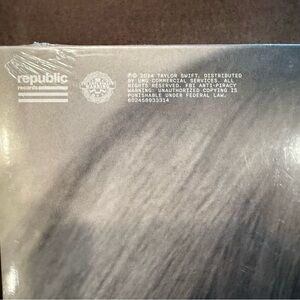 republic
records
℗© 2024 TAYLOR SWIFT. DISTRIBUTED
BY UMG COMMERCIAL SERVICES. ALL
RIGHTS RESERVED. FBI ANTI-PIRACY
WARNING: UNAUTHORIZED COPYING IS
PUNISHABLE UNDER FEDERAL LAW.
602458933314